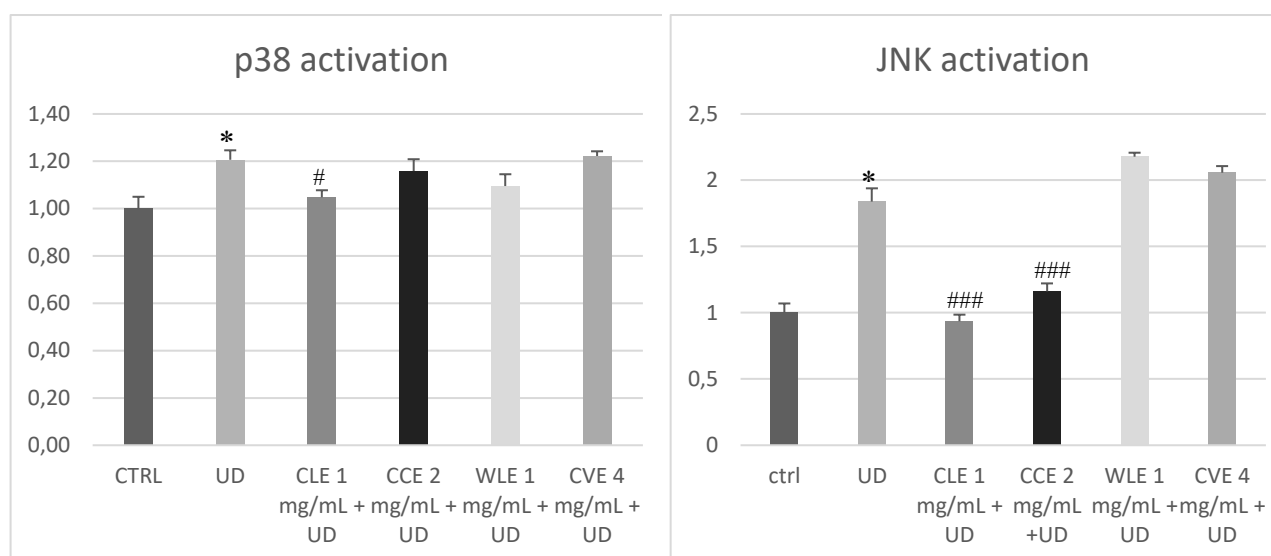 p38 activation
1,40
1,20
1,00
0,80
0,60
0,40
0,20
0,00
*
#
CTRL
UD
CLE 1
mg/mL +
UD
CCE 2
mg/mL +
UD
WLE 1
mg/mL +
UD
CVE 4
mg/mL +
UD
JNK activation
2,5
2
1,5
1
0,5
0
*
###
###
ctrl
UD
CLE 1
mg/mL +
UD
CCE 2
mg/mL
+UD
WLE 1
mg/mL +
UD
CVE 4
mg/mL +
UD